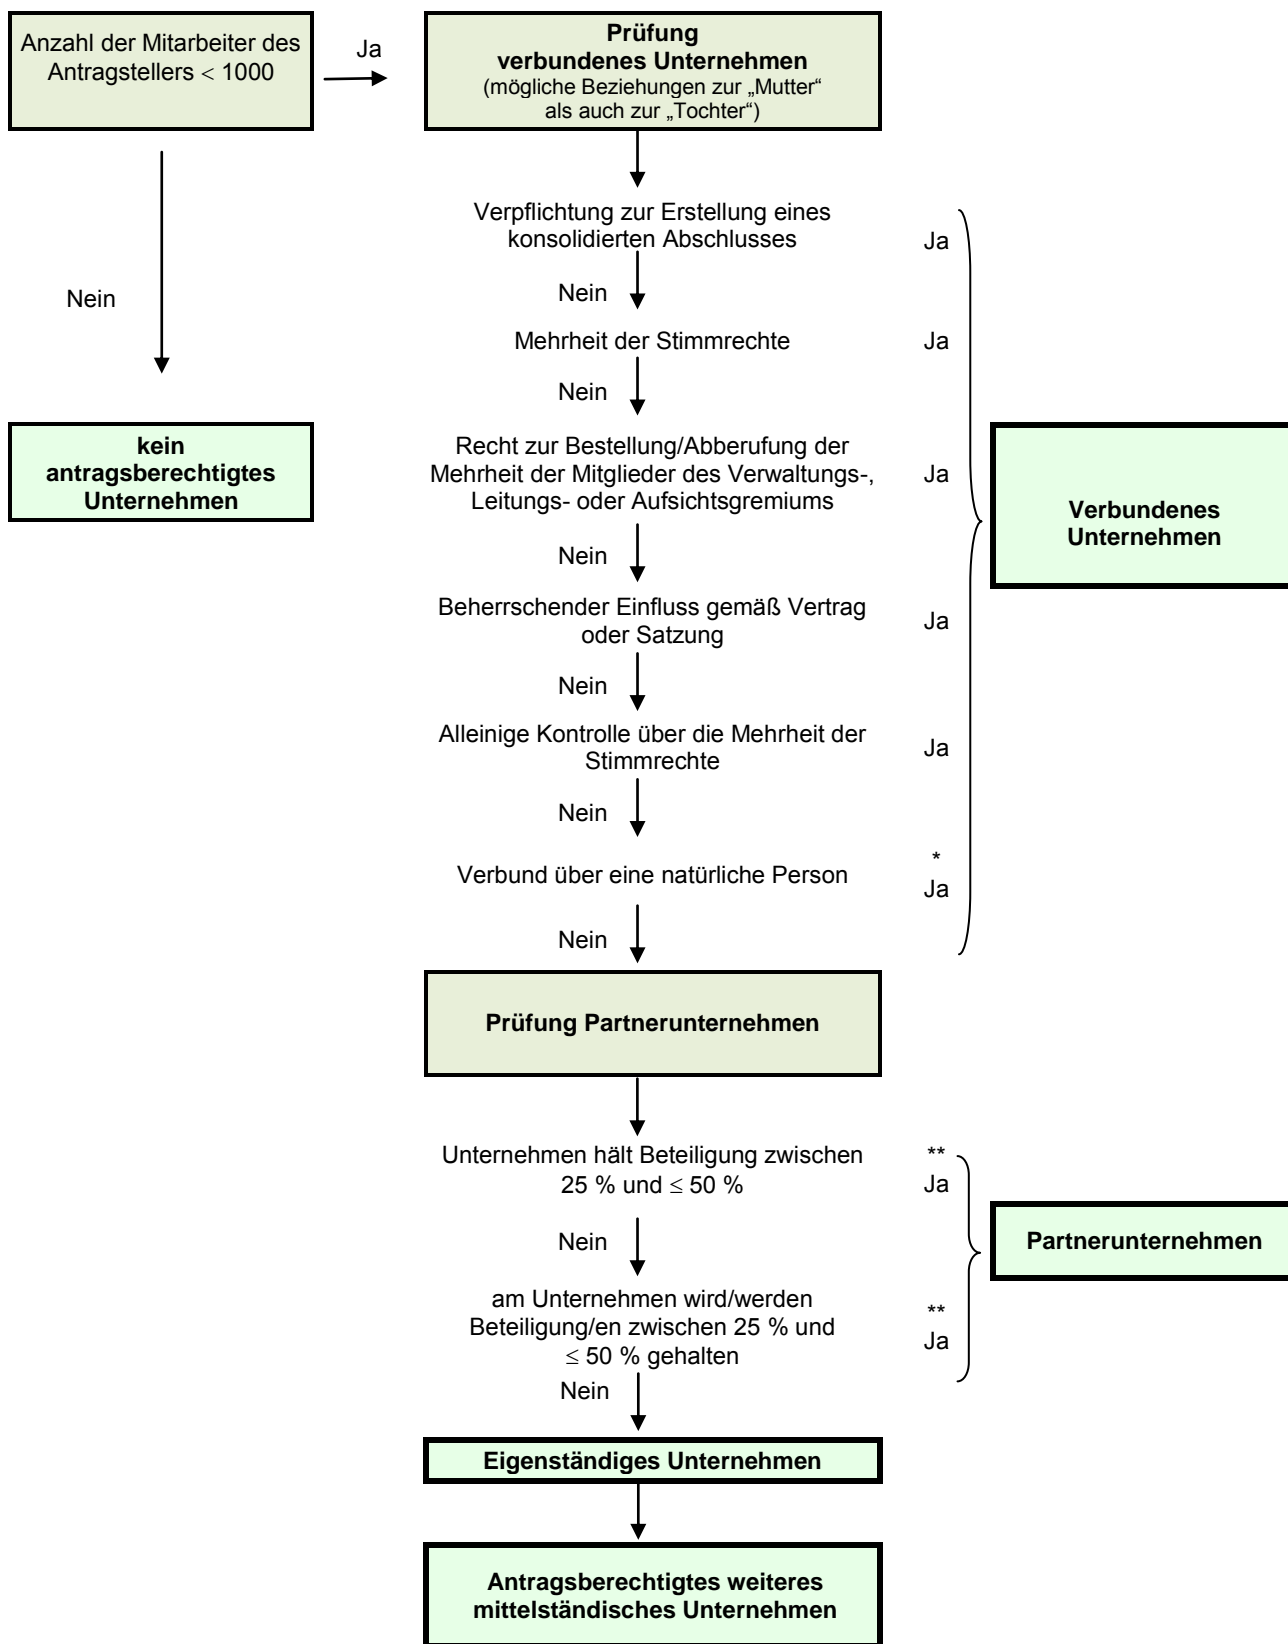 Anzahl der Mitarbeiter des
Antragstellers < 1000
Ja
Prüfung
verbundenes Unternehmen
(mögliche Beziehungen zur „Mutter“
als auch zur „Tochter“)
Nein
kein
antragsberechtigtes
Unternehmen
Verpflichtung zur Erstellung eines
konsolidierten Abschlusses
Ja
Nein
Mehrheit der Stimmrechte
Ja
Nein
Recht zur Bestellung/Abberufung der
Mehrheit der Mitglieder des Verwaltungs-,
Leitungs- oder Aufsichtsgremiums
Ja
Nein
Beherrschender Einfluss gemäß Vertrag
oder Satzung
Ja
Nein
Alleinige Kontrolle über die Mehrheit der
Stimmrechte
Ja
Nein
Verbund über eine natürliche Person
*
Ja
Nein
Verbundenes
Unternehmen
Prüfung Partnerunternehmen
Unternehmen hält Beteiligung zwischen
25 % und ≤ 50 %
**
Ja
Nein
am Unternehmen wird/werden
Beteiligung/en zwischen 25 % und
≤ 50 % gehalten
**
Ja
Nein
Partnerunternehmen
Eigenständiges Unternehmen
Antragsberechtigtes weiteres
mittelständisches Unternehmen